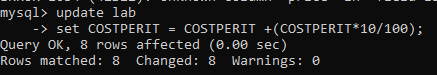 mysql> update lab
-> set COSTPERIT = COSTPERIT +(COSTPERIT*10/100);
Query OK, 8 rows affected (0.00 sec)
Rows matched: 8  Changed: 8  Warnings: 0